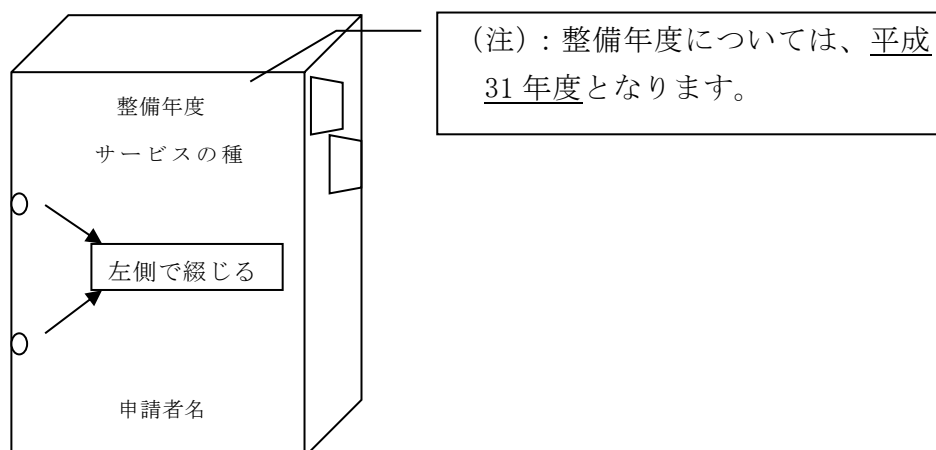 (注)：整備年度については、平成
31 年度となります。
整備年度
サービスの種
左側で綴じる
申請者名